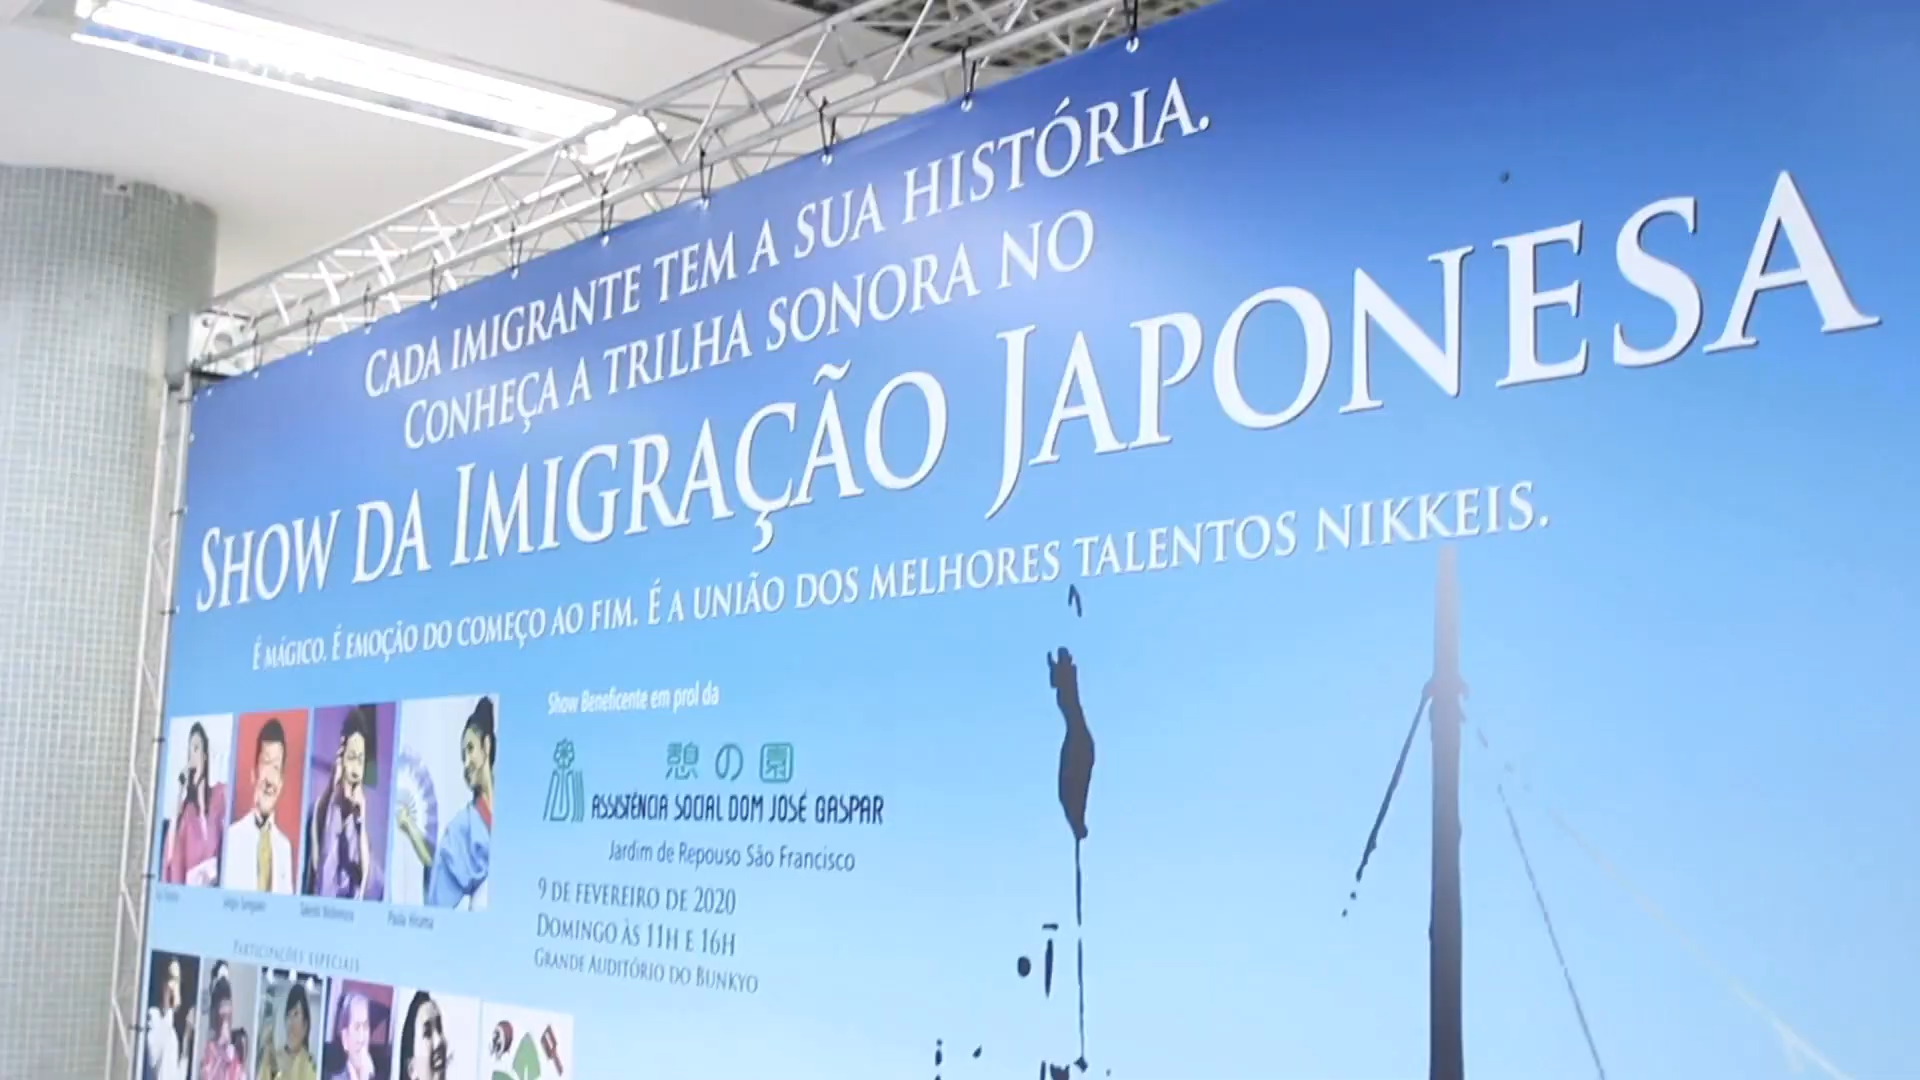 CADA IMIGRANTE TEM A SUA HISTÓRIA.
CONHEÇA A TRILHA SONORA NO
SHOW DA IMIGRAÇÃO JAPONESA
É MÁGICO. É EMOÇÃO DO COMEÇO AO FIM. É A UNIÃO DOS MELHORES TALENTOS NIKKEIS.
Show Beneficente em prol da
憩の園
ASSISTÊNCIA SOCIAL DOM JOSÉ GASPAR
Jardim de Repouso São Francisco
9 DE FEVEREIRO DE 2020
DOMINGO ÀS 11H E 16H
GRANDE AUDITÓRIO DO BUNKYO
Paula Hirama
PARTICIPAÇÕES ESPECIAIS